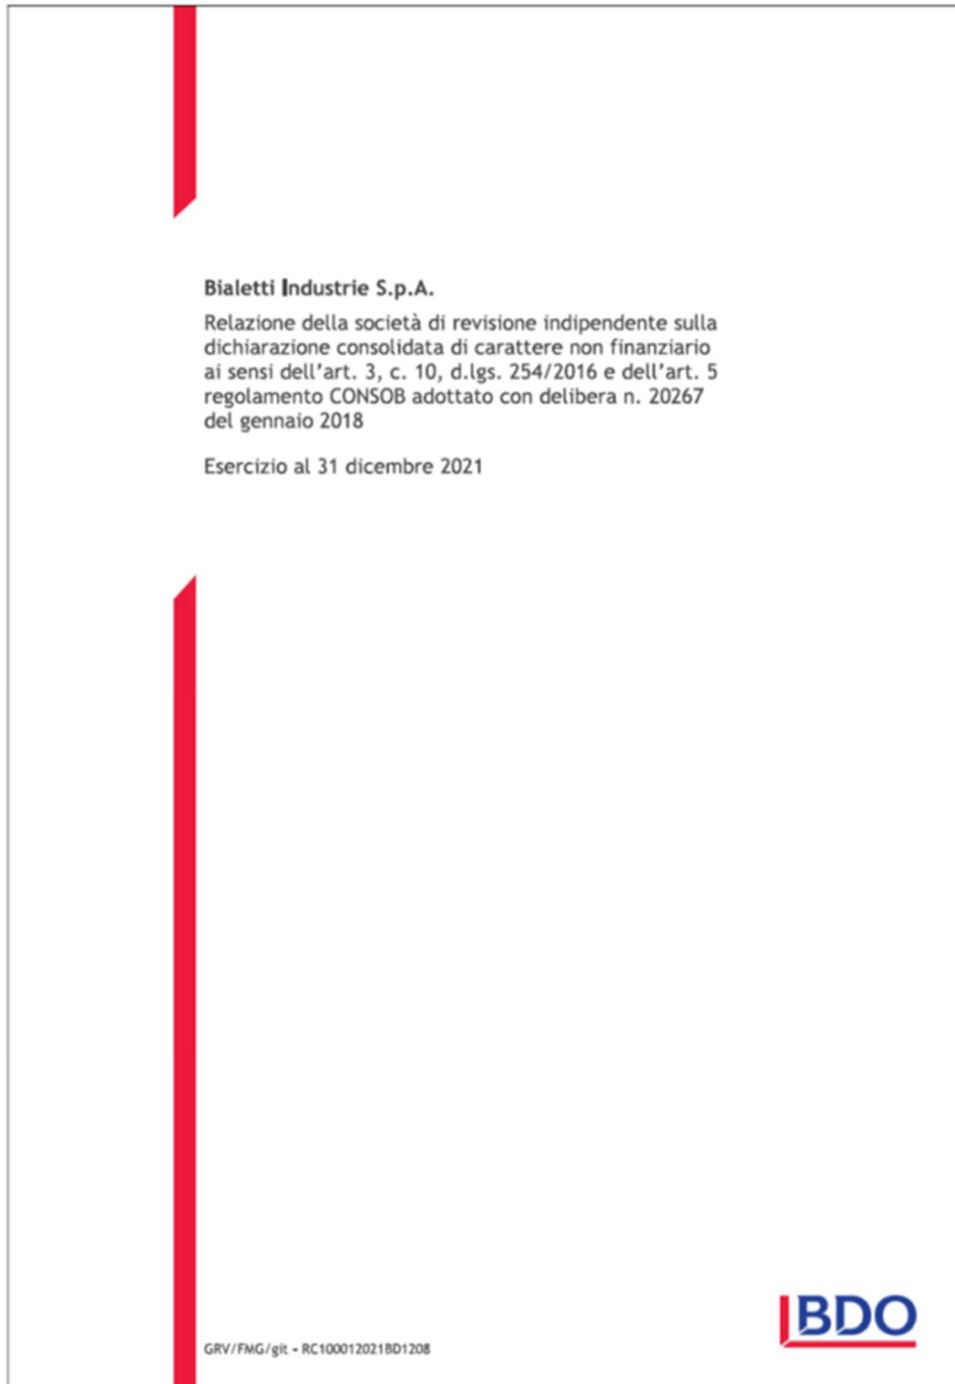 Bialetti Industrie S.p.A.
Relazione della società di revisione indipendente sulla
dichiarazione consolidata di carattere non finanziario
ai sensi dell'art. 3, c. 10, d.lgs. 254/2016 e dell'art. 5
regolamento CONSOB adottato con delibera n. 20267
del gennaio 2018
Esercizio al 31 dicembre 2021
BDO
GRV/FMG/git - RC100012021BD1208